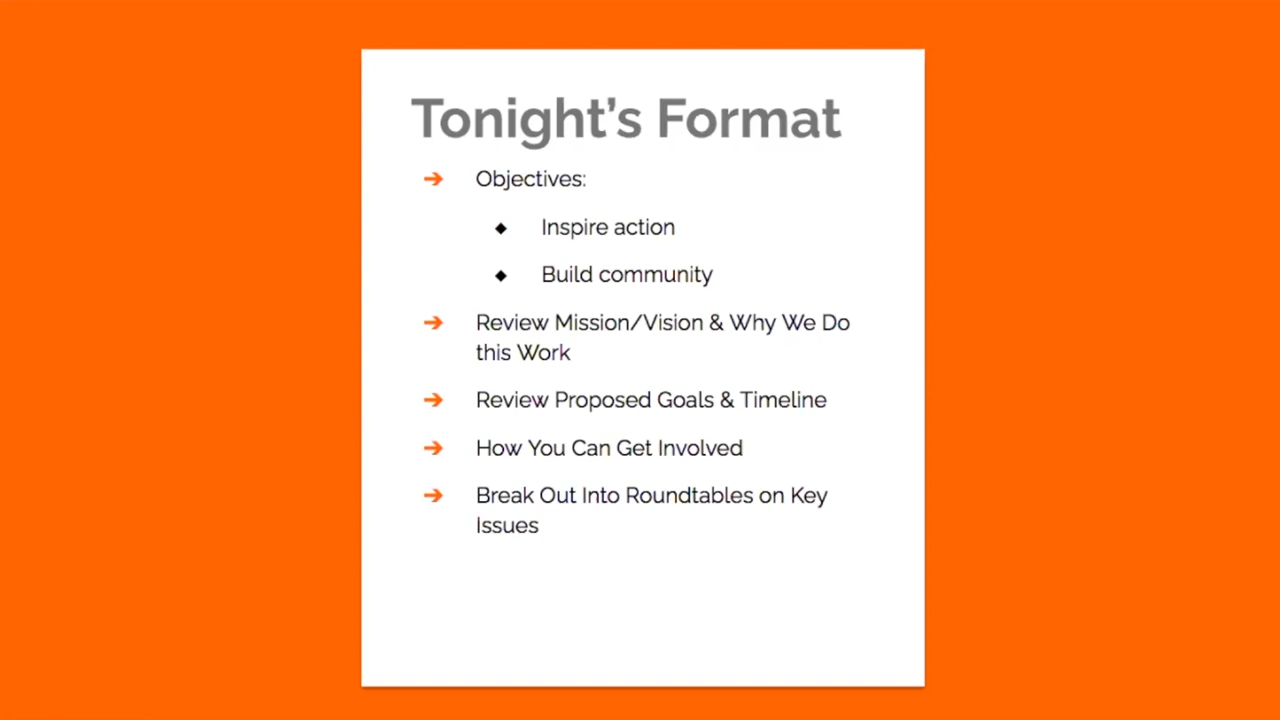 Tonight’s Format
➔ Objectives:
◆ Inspire action
◆ Build community
➔ Review Mission/Vision & Why We Do
this Work
➔ Review Proposed Goals & Timeline
➔ How You Can Get Involved
➔ Break Out Into Roundtables on Key
Issues